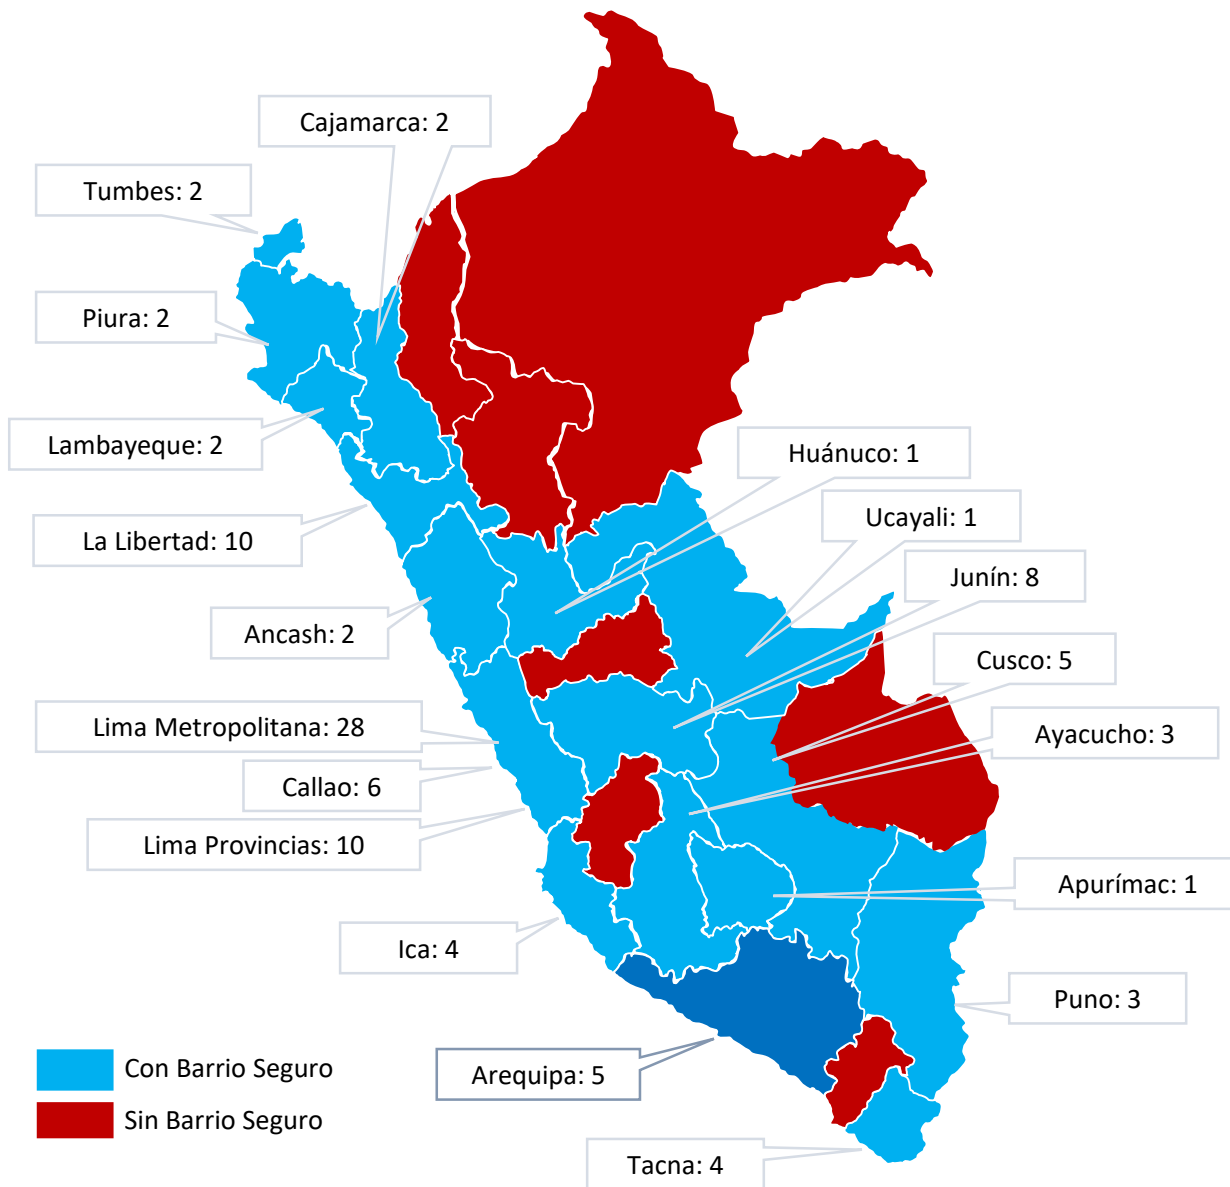 Cajamarca: 2
Tumbes: 2
Piura: 2
Lambayeque: 2
Huánuco: 1
Ucayali: 1
La Libertad: 10
Junín: 8
Ancash: 2
Cusco: 5
Lima Metropolitana: 28
Ayacucho: 3
Callao: 6
Lima Provincias: 10
Apurímac: 1
Ica: 4
Puno: 3
Con Barrio Seguro
Arequipa: 5
Sin Barrio Seguro
Tacna: 4